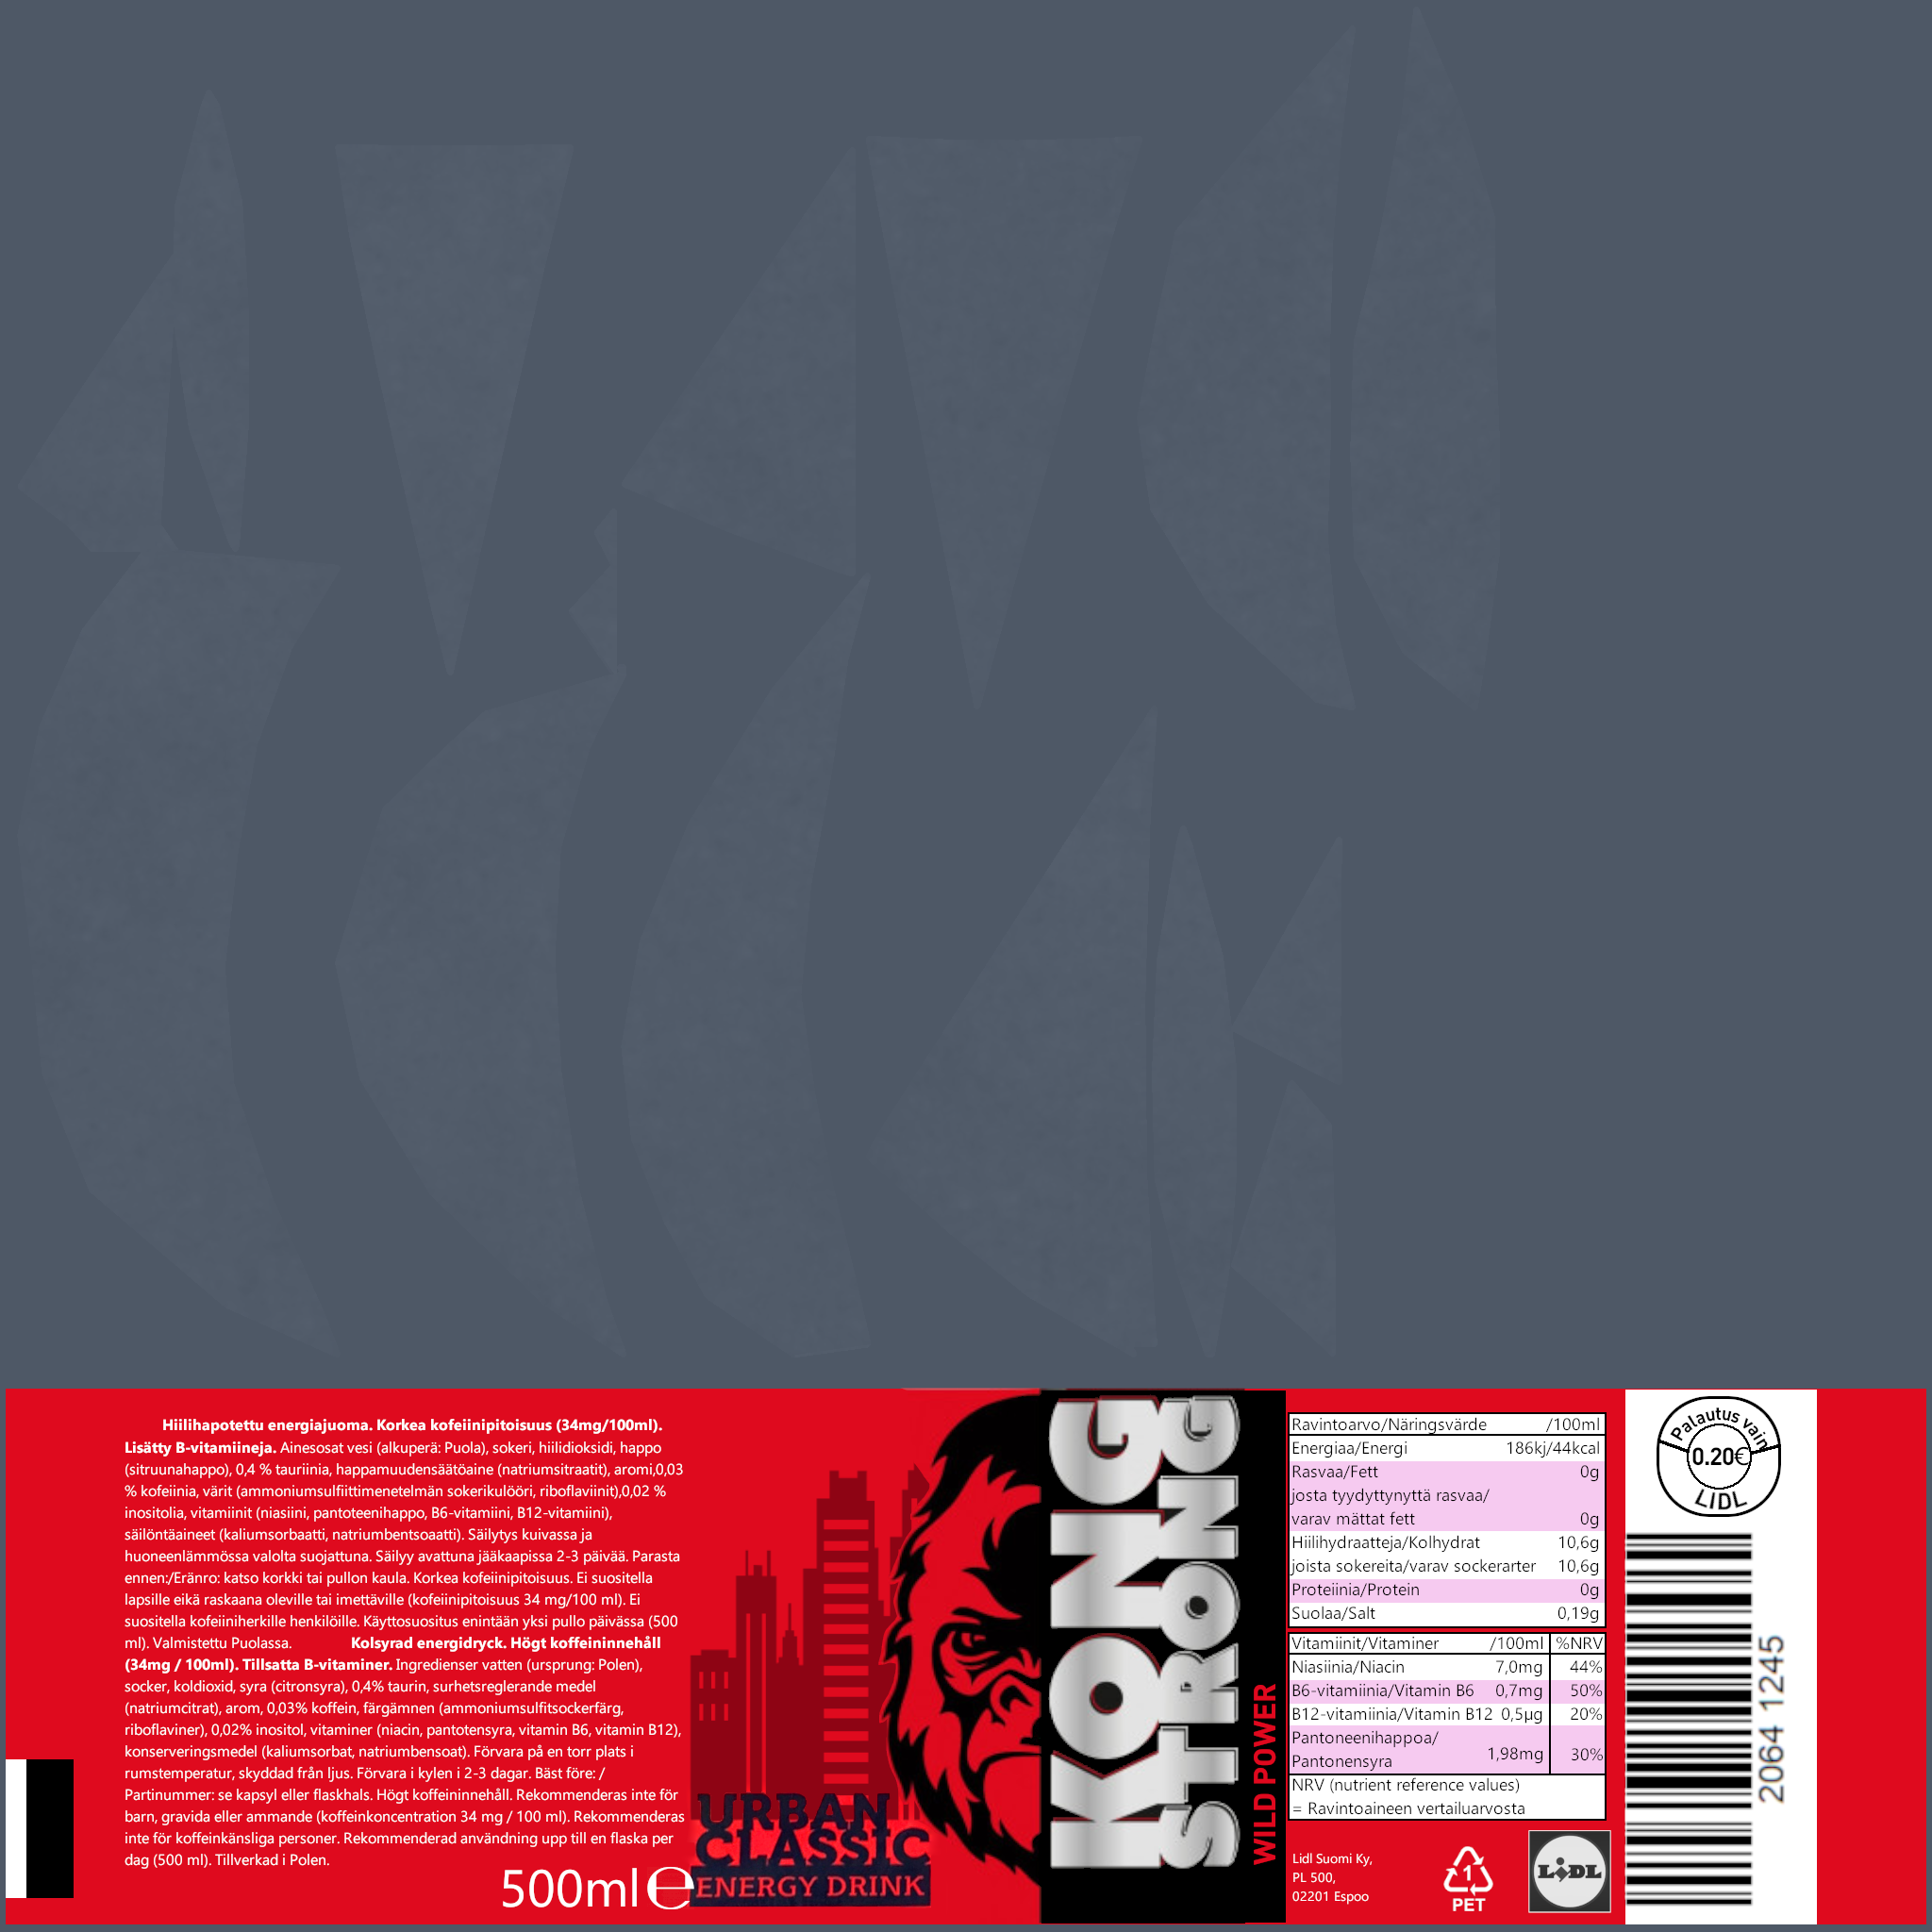 Hiilihapotettu energiajuoma. Korkea kofeiinipitoisuus (34mg/100ml).
Lisätty B-vitamiineja. Ainesosat vesi (alkuperä: Puola), sokeri, hiilidioksidi, happo
(sitruunahappo), 0,4 % tauriinia, happamuudensäätöaine (natriumsitraatit), aromi,0,03
% kofeiinia, värit (ammoniumsulfiittimenetelmän sokerikulööri, riboflaviinit),0,02 %
inositolia, vitamiinit (niasiini, pantoteenihappo, B6-vitamiini, B12-vitamiini),
säilöntäaineet (kaliumsorbaatti, natriumbentsoaatti). Säilytys kuivassa ja
huoneenlämmössa valolta suojattuna. Säilyy avattuna jääkaapissa 2-3 päivää. Parasta
ennen:/Eränro: katso korkki tai pullon kaula. Korkea kofeiinipitoisuus. Ei suositella
lapsille eikä raskaana oleville tai imettäville (kofeiinipitoisuus 34 mg/100 ml). Ei
suositella kofeiiniherkille henkilöille. Käyttosuositus enintään yksi pullo päivässä (500
ml). Valmistettu Puolassa. Kolsyrad energidryck. Högt koffeininnehåll
(34mg / 100ml). Tillsatta B-vitaminer. Ingredienser vatten (ursprung: Polen),
socker, koldioxid, syra (citronsyra), 0,4% taurin, surhetsreglerande medel
(natriumcitrat), arom, 0,03% koffein, färgämnen (ammoniumsulfitsockerfärg,
riboflaviner), 0,02% inositol, vitaminer (niacin, pantotensyra, vitamin B6, vitamin B12),
konserveringsmedel (kaliumsorbat, natriumbensoat). Förvara på en torr plats i
rumstemperatur, skyddad från ljus. Förvara i kylen i 2-3 dagar. Bäst före: /
Partinummer: se kapsyl eller flaskhals. Högt koffeininnehåll. Rekommenderas inte för
barn, gravida eller ammande (koffeinkoncentration 34 mg / 100 ml). Rekommenderas
inte för koffeinkänsliga personer. Rekommenderad användning upp till en flaska per
dag (500 ml). Tillverkad i Polen.
500ml e
URBAN
CLASSIC
ENERGY DRINK
KONG
STRONG
WILD POWER
Ravintoarvo/Näringsvärde /100ml
Energiaa/Energi 186kj/44kcal
Rasvaa/Fett 0g
josta tyydyttynyttä rasvaa/
varav mättat fett 0g
Hiilihydraatteja/Kolhydrat 10,6g
joista sokereita/varav sockerarter 10,6g
Proteiinia/Protein 0g
Suolaa/Salt 0,19g
Vitamiinit/Vitaminer /100ml %NRV
Niasiinia/Niacin 7,0mg 44%
B6-vitamiinia/Vitamin B6 0,7mg 50%
B12-vitamiinia/Vitamin B12 0,5µg 20%
Pantoneenihappoa/
Pantonensyra 1,98mg 30%
NRV (nutrient reference values)
= Ravintoaineen vertailuarvosta
Lidl Suomi Ky,
PL 500,
02201 Espoo
1
PET
LIDL
Palautus vain
0.20€
LIDL
2064 1245